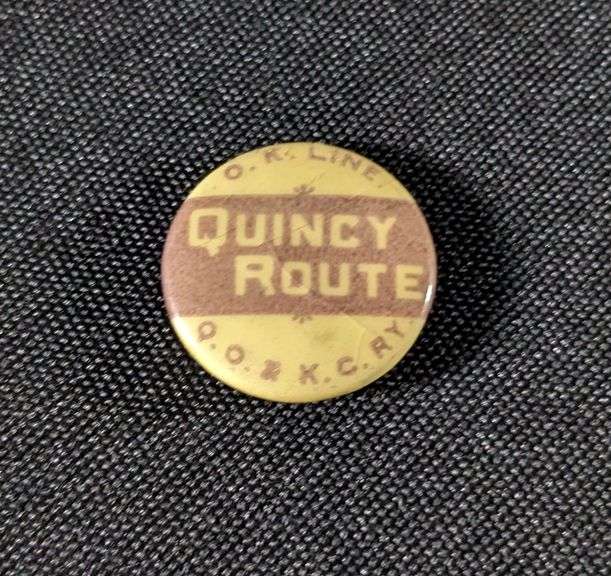 O. K. LINE.
QUINCY
ROUTE
Q. O. & K. C. RY.